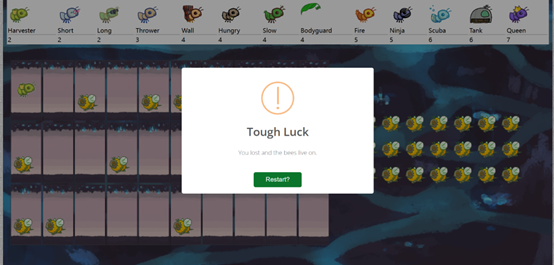 Harvester Short Long Thrower Wall Hungry Slow Bodyguard Fire Ninja Scuba Tank Queen
2 2 2 3 4 4 4 4 5 5 6 6 7
Tough Luck
You lost and the bees live on.
Restart?